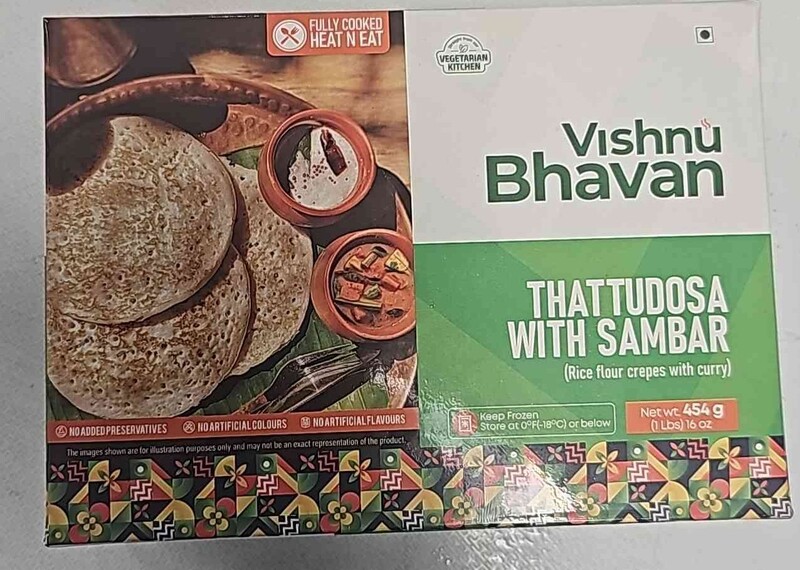 FULLY COOKED
HEAT N EAT
VEGETARIAN
KITCHEN
Vishnu
Bhavan
THATTUDOSA
WITH SAMBAR
(Rice flour crepes with curry)
Keep Frozen
Store at 0ºF(-18ºC) or below
Net wt. 454 g
(1 Lbs) 16 oz
NO ADDED PRESERVATIVES
NO ARTIFICIAL COLOURS
NO ARTIFICIAL FLAVOURS
The images shown are for illustration purposes only and may not be an exact representation of the product.